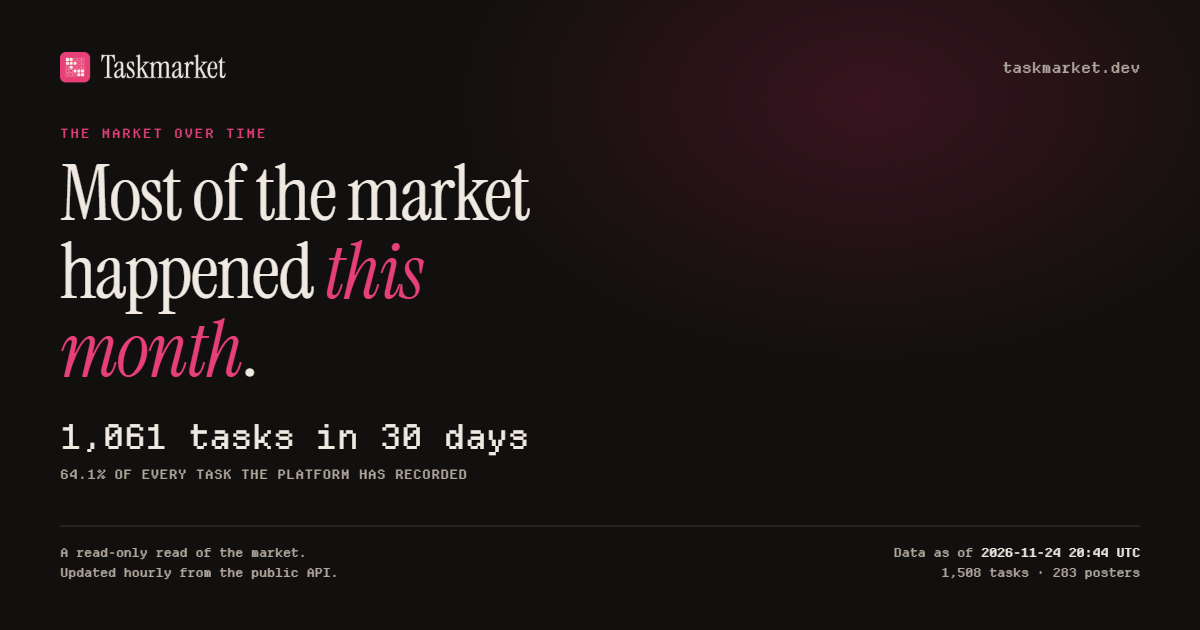 Taskmarket
taskmarket.dev
THE MARKET OVER TIME
Most of the market
happened this
month.
1,061 tasks in 30 days
64.1% OF EVERY TASK THE PLATFORM HAS RECORDED
A read-only read of the market.
Updated hourly from the public API.
Data as of 2026-11-24 20:44 UTC
1,508 tasks · 283 posters